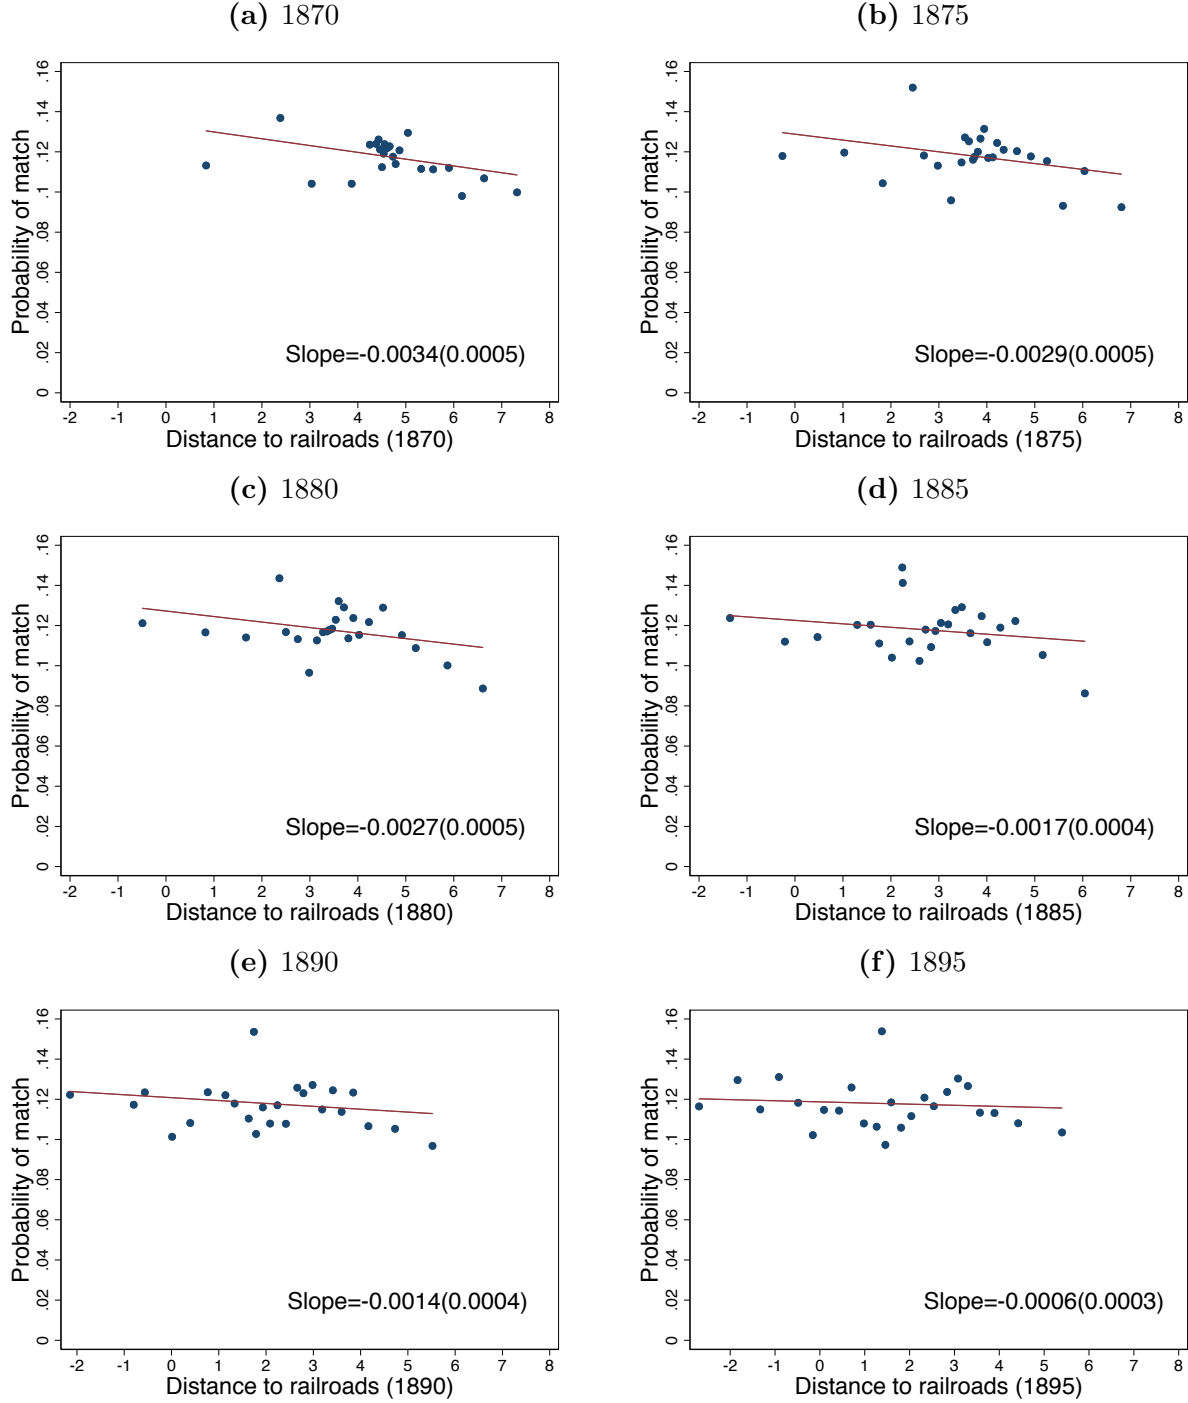 (a) 1870
(b) 1875
Probability of match
0 .02 .04 .06 .08 .1 .12 .14 .16
Slope=-0.0034(0.0005)
-2 -1 0 1 2 3 4 5 6 7 8
Distance to railroads (1870)
Probability of match
0 .02 .04 .06 .08 .1 .12 .14 .16
Slope=-0.0029(0.0005)
-2 -1 0 1 2 3 4 5 6 7 8
Distance to railroads (1875)
(c) 1880
(d) 1885
Probability of match
0 .02 .04 .06 .08 .1 .12 .14 .16
Slope=-0.0027(0.0005)
-2 -1 0 1 2 3 4 5 6 7 8
Distance to railroads (1880)
Probability of match
0 .02 .04 .06 .08 .1 .12 .14 .16
Slope=-0.0017(0.0004)
-2 -1 0 1 2 3 4 5 6 7 8
Distance to railroads (1885)
(e) 1890
(f) 1895
Probability of match
0 .02 .04 .06 .08 .1 .12 .14 .16
Slope=-0.0014(0.0004)
-2 -1 0 1 2 3 4 5 6 7 8
Distance to railroads (1890)
Probability of match
0 .02 .04 .06 .08 .1 .12 .14 .16
Slope=-0.0006(0.0003)
-2 -1 0 1 2 3 4 5 6 7 8
Distance to railroads (1895)